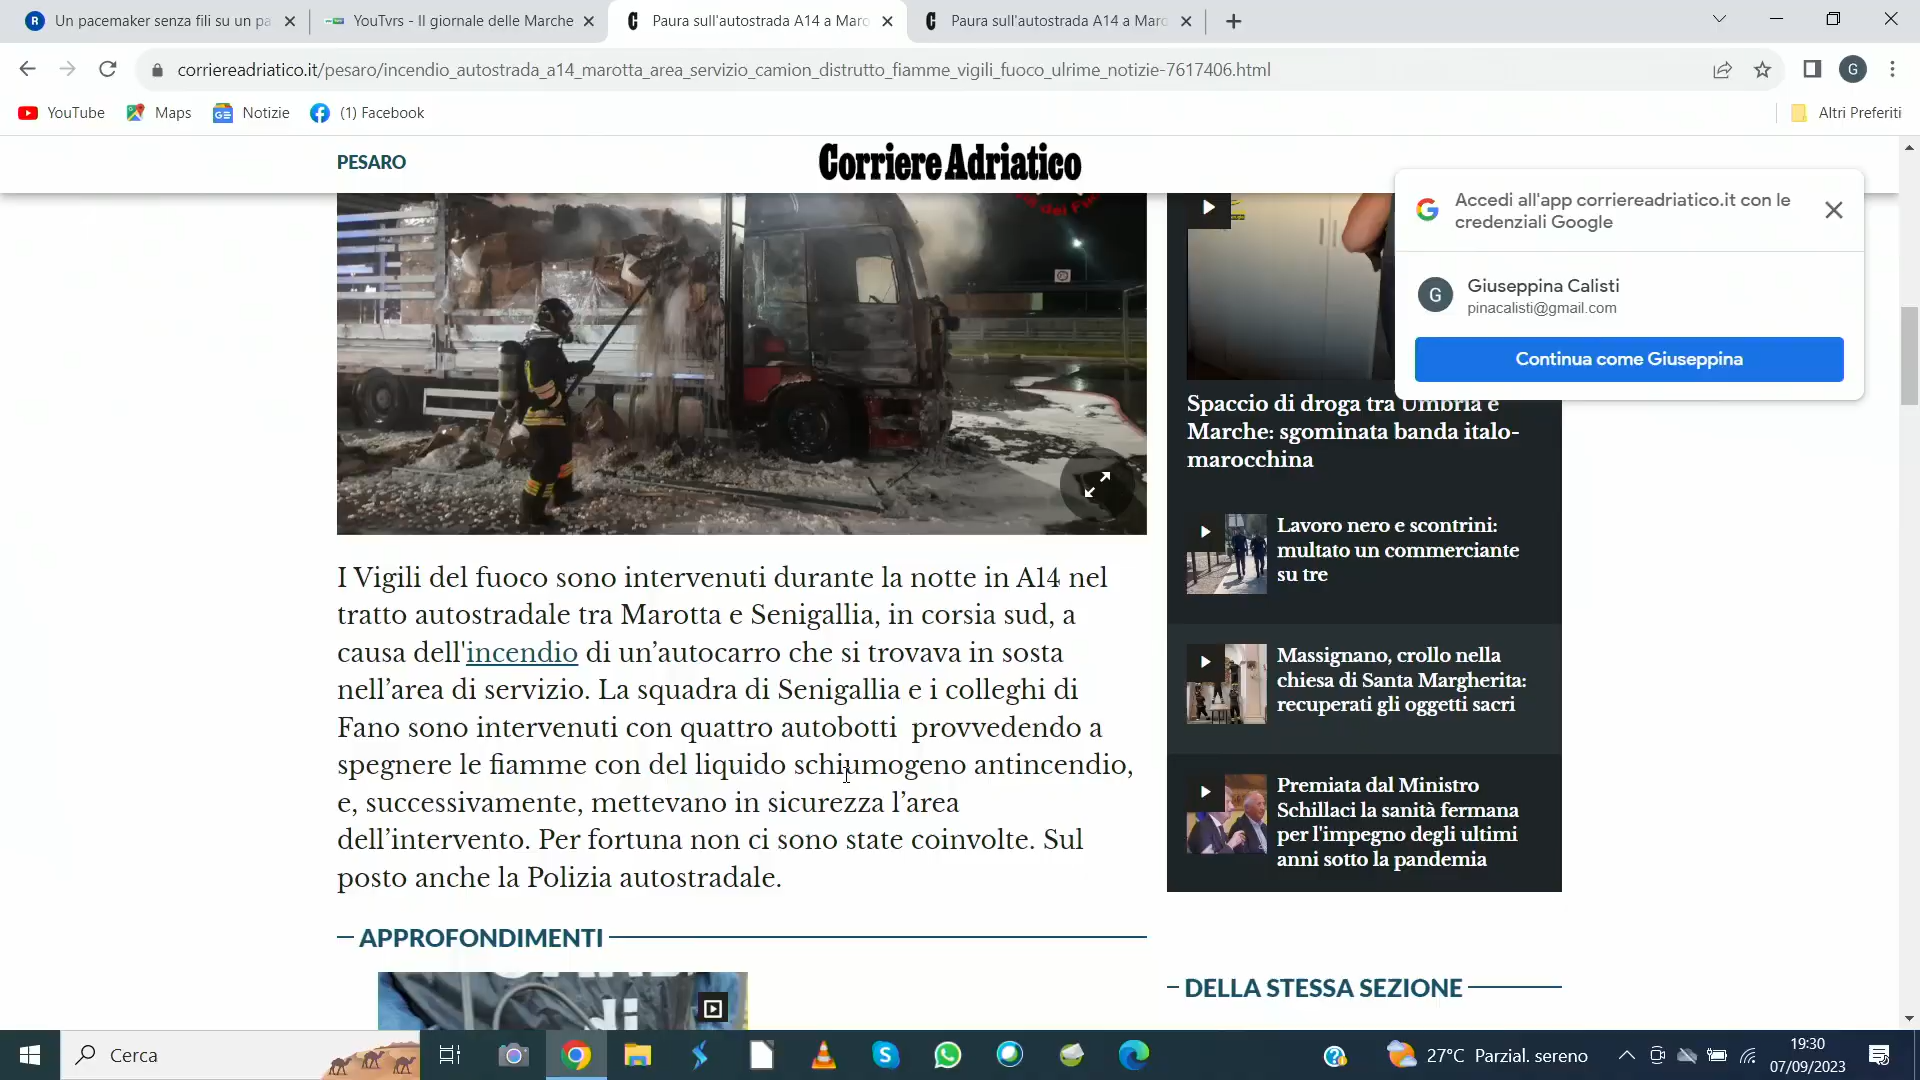 Un pacemaker senza fili su un pa
YouTvrs - Il giornale delle Marche
Paura sull'autostrada A14 a Maro
Paura sull'autostrada A14 a Maro
corriereadriatico.it/pesaro/incendio_autostrada_a14_marotta_area_servizio_camion_distrutto_fiamme_vigili_fuoco_ulrime_notizie-7617406.html
G
YouTube
Maps
Notizie
(1) Facebook
Altri Preferiti
PESARO
Corriere Adriatico
Accedi all'app corriereadriatico.it con le
credenziali Google
G
Giuseppina Calisti
pinacalisti@gmail.com
Continua come Giuseppina
Spaccio di droga tra Umbria e
Marche: sgominata banda italo-
marocchina
Lavoro nero e scontrini:
multato un commerciante
su tre
Massignano, crollo nella
chiesa di Santa Margherita:
recuperati gli oggetti sacri
Premiata dal Ministro
Schillaci la sanità fermana
per l'impegno degli ultimi
anni sotto la pandemia
I Vigili del fuoco sono intervenuti durante la notte in A14 nel
tratto autostradale tra Marotta e Senigallia, in corsia sud, a
causa dell'incendio di un’autocarro che si trovava in sosta
nell’area di servizio. La squadra di Senigallia e i colleghi di
Fano sono intervenuti con quattro autobotti  provvedendo a
spegnere le fiamme con del liquido schiumogeno antincendio,
e, successivamente, mettevano in sicurezza l’area
dell’intervento. Per fortuna non ci sono state coinvolte. Sul
posto anche la Polizia autostradale.
APPROFONDIMENTI
DELLA STESSA SEZIONE
Cerca
27°C Parzial. sereno
19:30
07/09/2023